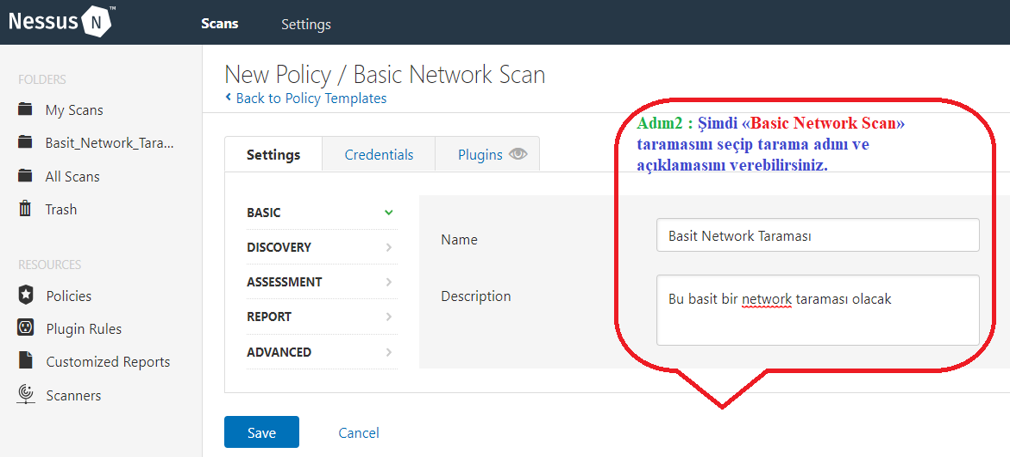 Nessus N ™
Scans
Settings
FOLDERS
My Scans
Basit_Network_Tara...
All Scans
Trash
RESOURCES
Policies
Plugin Rules
Customized Reports
Scanners
New Policy / Basic Network Scan
Back to Policy Templates
Settings
Credentials
Plugins
BASIC
DISCOVERY
ASSESSMENT
REPORT
ADVANCED
Adım2 : Şimdi «Basic Network Scan»
taramasını seçip tarama adını ve
açıklamasını verebilirsiniz.
Name
Basit Network Taraması
Description
Bu basit bir network taraması olacak
Save
Cancel